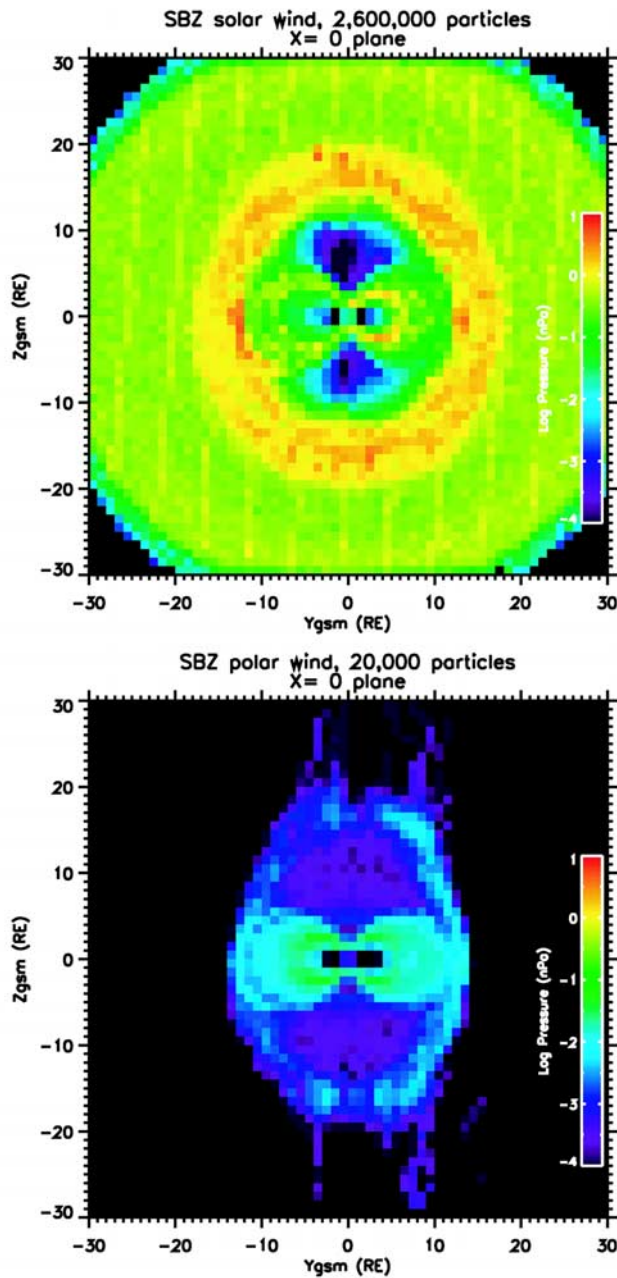 SBZ solar wind, 2,600,000 particles
X= 0 plane
30
20
10
0
-10
-20
-30
Zgsm (RE)
1
0
-1
-2
-3
-4
Log Pressure (nPa)
-30 -20 -10 0 10 20 30
Ygsm (RE)
SBZ polar wind, 20,000 particles
X= 0 plane
30
20
10
0
-10
-20
-30
Zgsm (RE)
1
0
-1
-2
-3
-4
Log Pressure (nPa)
-30 -20 -10 0 10 20 30
Ygsm (RE)